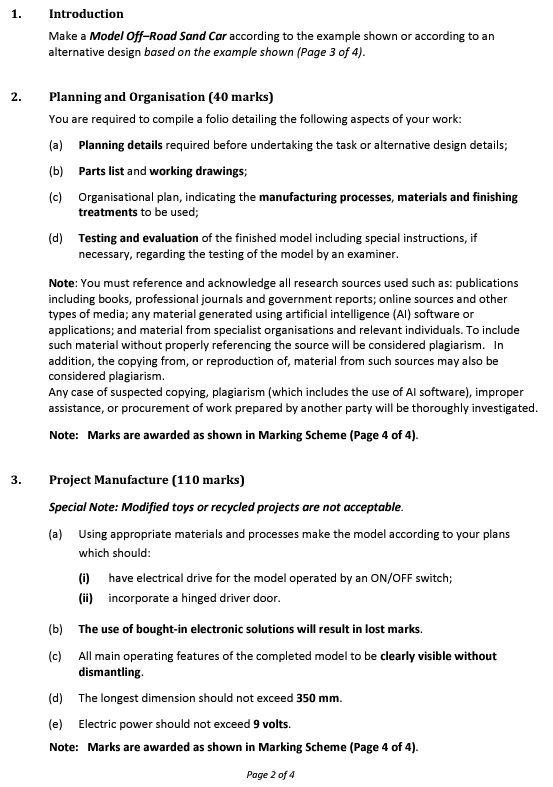 1. Introduction
Make a Model Off–Road Sand Car according to the example shown or according to an
alternative design based on the example shown (Page 3 of 4).
2. Planning and Organisation (40 marks)
You are required to compile a folio detailing the following aspects of your work:
(a) Planning details required before undertaking the task or alternative design details;
(b) Parts list and working drawings;
(c) Organisational plan, indicating the manufacturing processes, materials and finishing
treatments to be used;
(d) Testing and evaluation of the finished model including special instructions, if
necessary, regarding the testing of the model by an examiner.
Note: You must reference and acknowledge all research sources used such as: publications
including books, professional journals and government reports; online sources and other
types of media; any material generated using artificial intelligence (AI) software or
applications; and material from specialist organisations and relevant individuals. To include
such material without properly referencing the source will be considered plagiarism. In
addition, the copying from, or reproduction of, material from such sources may also be
considered plagiarism.
Any case of suspected copying, plagiarism (which includes the use of AI software), improper
assistance, or procurement of work prepared by another party will be thoroughly investigated.
Note: Marks are awarded as shown in Marking Scheme (Page 4 of 4).
3. Project Manufacture (110 marks)
Special Note: Modified toys or recycled projects are not acceptable.
(a) Using appropriate materials and processes make the model according to your plans
which should:
(i) have electrical drive for the model operated by an ON/OFF switch;
(ii) incorporate a hinged driver door.
(b) The use of bought-in electronic solutions will result in lost marks.
(c) All main operating features of the completed model to be clearly visible without
dismantling.
(d) The longest dimension should not exceed 350 mm.
(e) Electric power should not exceed 9 volts.
Note: Marks are awarded as shown in Marking Scheme (Page 4 of 4).
Page 2 of 4